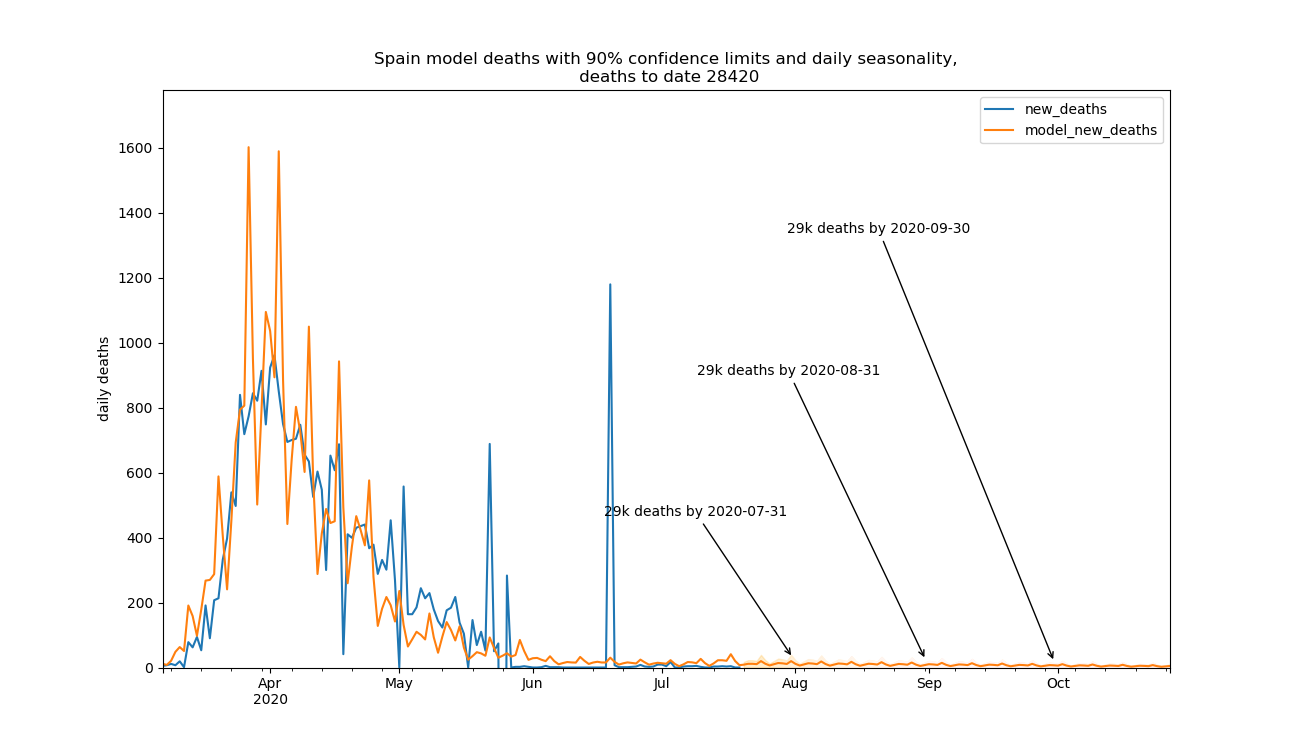 Spain model deaths with 90% confidence limits and daily seasonality,
deaths to date 28420
new_deaths
model_new_deaths
1600
1400
1200
1000
800
600
400
200
0
daily deaths
29k deaths by 2020-09-30
29k deaths by 2020-08-31
29k deaths by 2020-07-31
Apr
2020
May
Jun
Jul
Aug
Sep
Oct